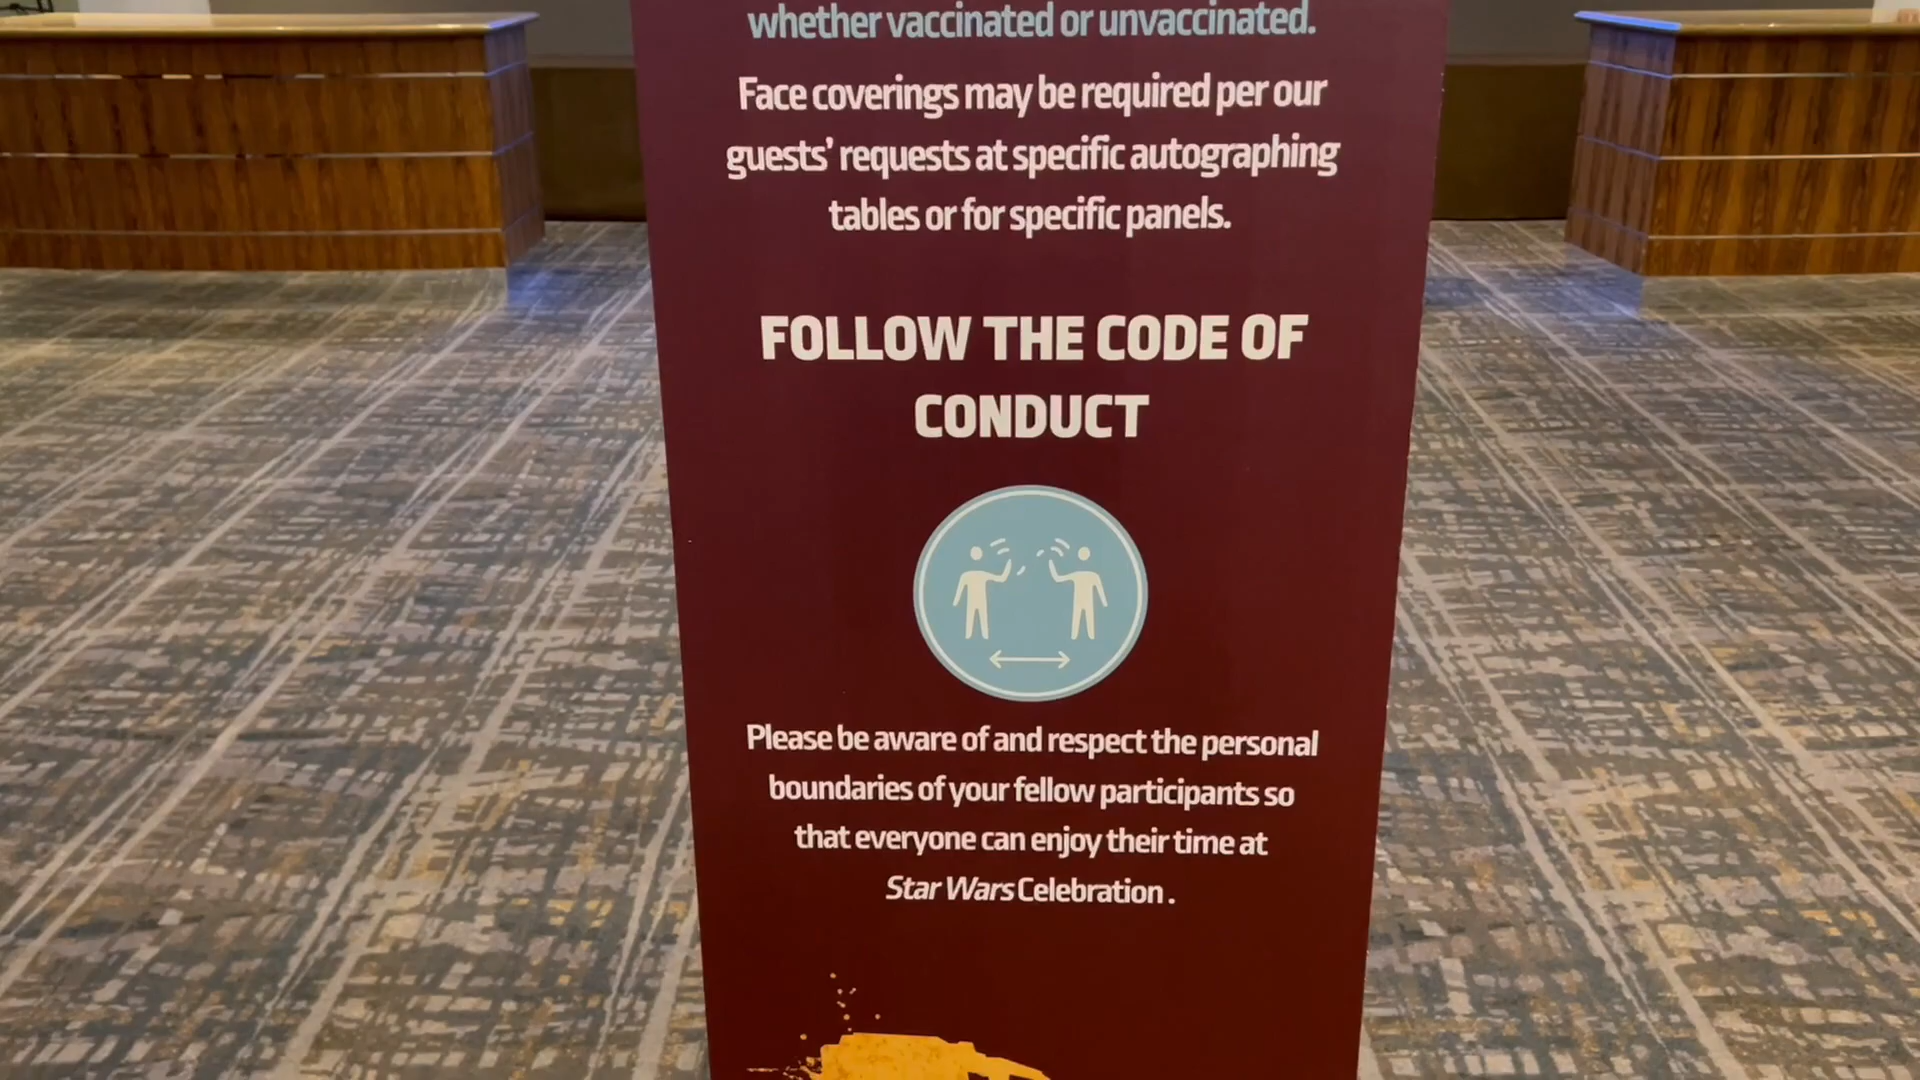 whether vaccinated or unvaccinated.
Face coverings may be required per our
guests’ requests at specific autographing
tables or for specific panels.
FOLLOW THE CODE OF
CONDUCT
Please be aware of and respect the personal
boundaries of your fellow participants so
that everyone can enjoy their time at
Star Wars Celebration .